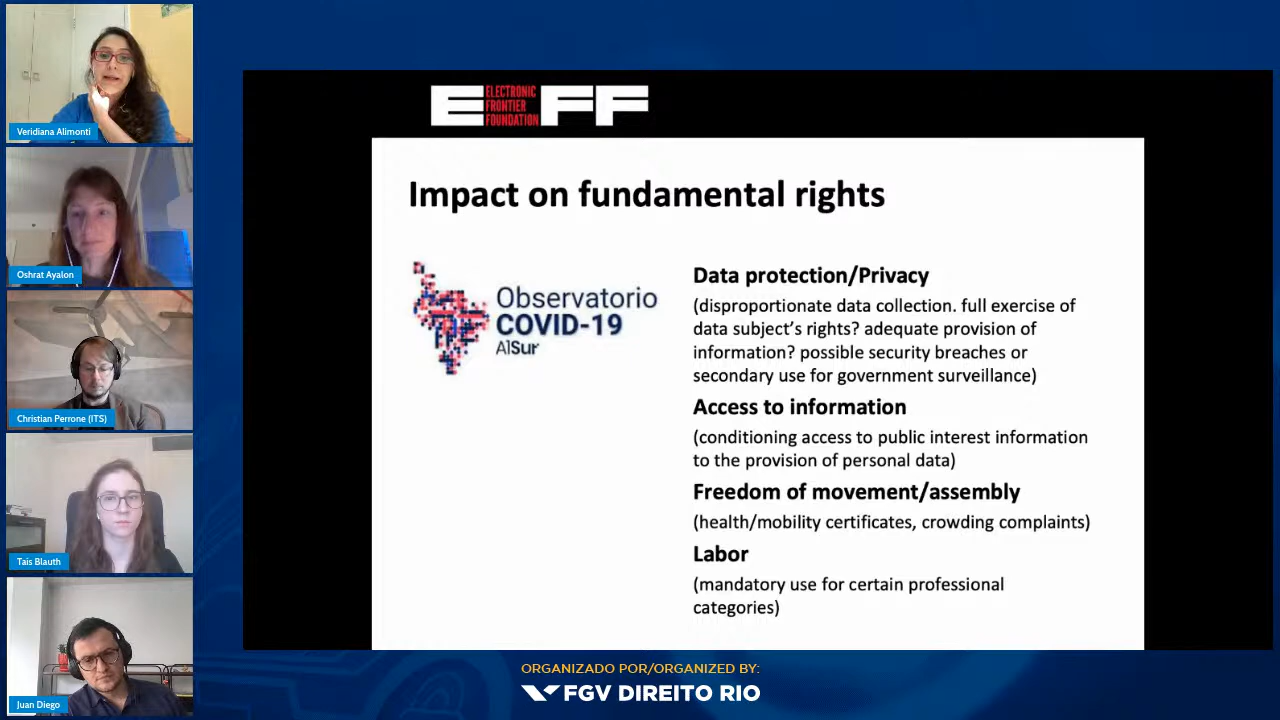 Veridiana Alimonti
Oshrat Ayalon
Christian Perrone (ITS)
Taís Blauth
Juan Diego
EFF
ELECTRONIC
FRONTIER
FOUNDATION
Impact on fundamental rights
Observatorio
COVID-19
AlSur
Data protection/Privacy
(disproportionate data collection. full exercise of
data subject's rights? adequate provision of
information? possible security breaches or
secondary use for government surveillance)
Access to information
(conditioning access to public interest information
to the provision of personal data)
Freedom of movement/assembly
(health/mobility certificates, crowding complaints)
Labor
(mandatory use for certain professional
categories)
ORGANIZADO POR/ORGANIZED BY:
FGV DIREITO RIO